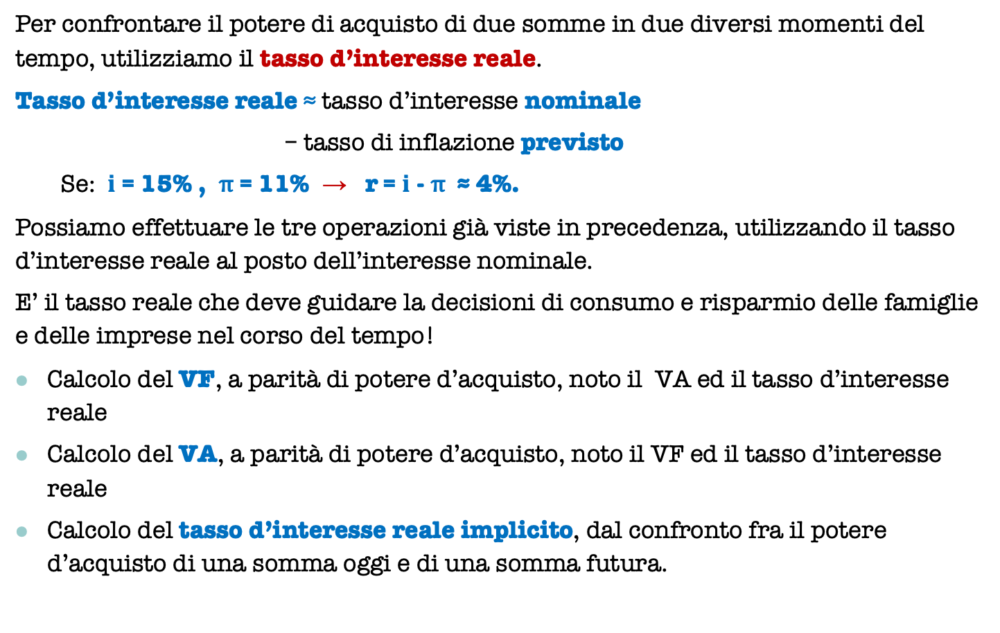 Per confrontare il potere di acquisto di due somme in due diversi momenti del
tempo, utilizziamo il tasso d’interesse reale.
Tasso d’interesse reale ≈ tasso d’interesse nominale
– tasso di inflazione previsto
Se: i = 15% , π = 11% → r = i - π ≈ 4%.
Possiamo effettuare le tre operazioni già viste in precedenza, utilizzando il tasso
d’interesse reale al posto dell’interesse nominale.
E’ il tasso reale che deve guidare la decisioni di consumo e risparmio delle famiglie
e delle imprese nel corso del tempo!
● Calcolo del VF, a parità di potere d’acquisto, noto il VA ed il tasso d’interesse
reale
● Calcolo del VA, a parità di potere d’acquisto, noto il VF ed il tasso d’interesse
reale
● Calcolo del tasso d’interesse reale implicito, dal confronto fra il potere
d’acquisto di una somma oggi e di una somma futura.